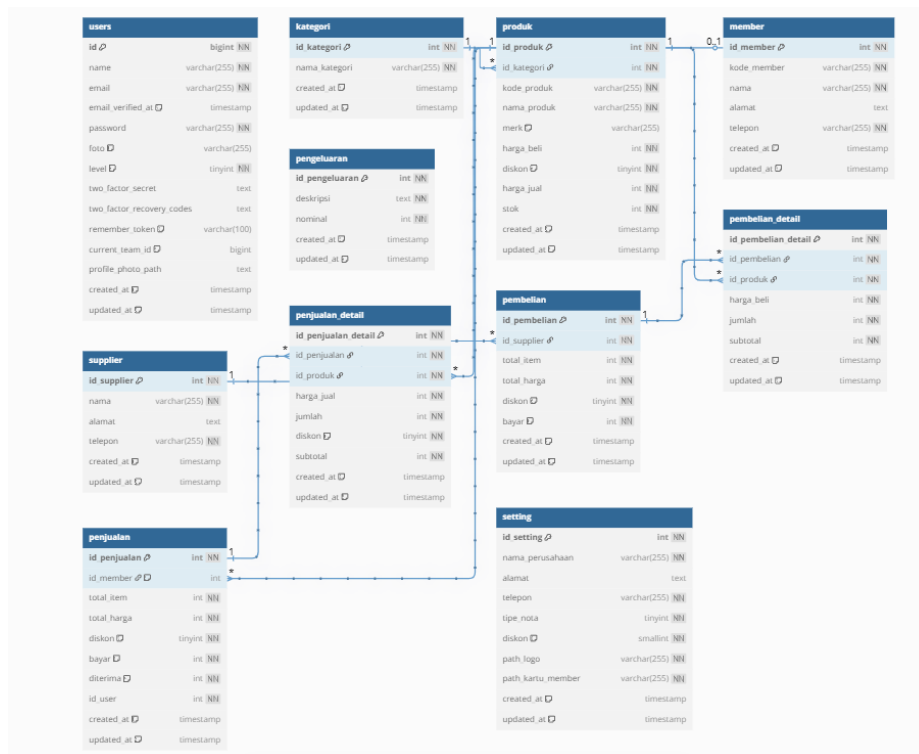 users
id bigint NN
name varchar(255) NN
email varchar(255) NN
email_verified_at timestamp
password varchar(255) NN
foto varchar(255)
level tinyint NN
two_factor_secret text
two_factor_recovery_codes text
remember_token varchar(100)
current_team_id bigint
profile_photo_path text
created_at timestamp
updated_at timestamp
kategori
id_kategori int NN
nama_kategori varchar(255) NN
created_at timestamp
updated_at timestamp
1
1
*
produk
id_produk int NN
id_kategori int NN
kode_produk varchar(255) NN
nama_produk varchar(255) NN
merk varchar(255)
harga_beli int NN
diskon tinyint NN
harga_jual int NN
stok int NN
created_at timestamp
updated_at timestamp
1
0..1
member
id_member int NN
kode_member varchar(255) NN
nama varchar(255) NN
alamat text
telepon varchar(255) NN
created_at timestamp
updated_at timestamp
pengeluaran
id_pengeluaran int NN
deskripsi text NN
nominal int NN
created_at timestamp
updated_at timestamp
pembelian_detail
id_pembelian_detail int NN
*
id_pembelian int NN
*
id_produk int NN
harga_beli int NN
jumlah int NN
subtotal int NN
created_at timestamp
updated_at timestamp
penjualan_detail
id_penjualan_detail int NN
*
id_penjualan int NN
id_produk int NN
*
harga_jual int NN
jumlah int NN
diskon tinyint NN
subtotal int NN
created_at timestamp
updated_at timestamp
pembelian
id_pembelian int NN
1
*
id_supplier int NN
total_item int NN
total_harga int NN
diskon tinyint NN
bayar int NN
created_at timestamp
updated_at timestamp
supplier
id_supplier int NN
1
nama varchar(255) NN
alamat text
telepon varchar(255) NN
created_at timestamp
updated_at timestamp
penjualan
id_penjualan int NN
1
id_member int
*
total_item int NN
total_harga int NN
diskon tinyint NN
bayar int NN
diterima int NN
id_user int NN
created_at timestamp
updated_at timestamp
setting
id_setting int NN
nama_perusahaan varchar(255) NN
alamat text
telepon varchar(255) NN
tipe_nota tinyint NN
diskon smallint NN
path_logo varchar(255) NN
path_kartu_member varchar(255) NN
created_at timestamp
updated_at timestamp